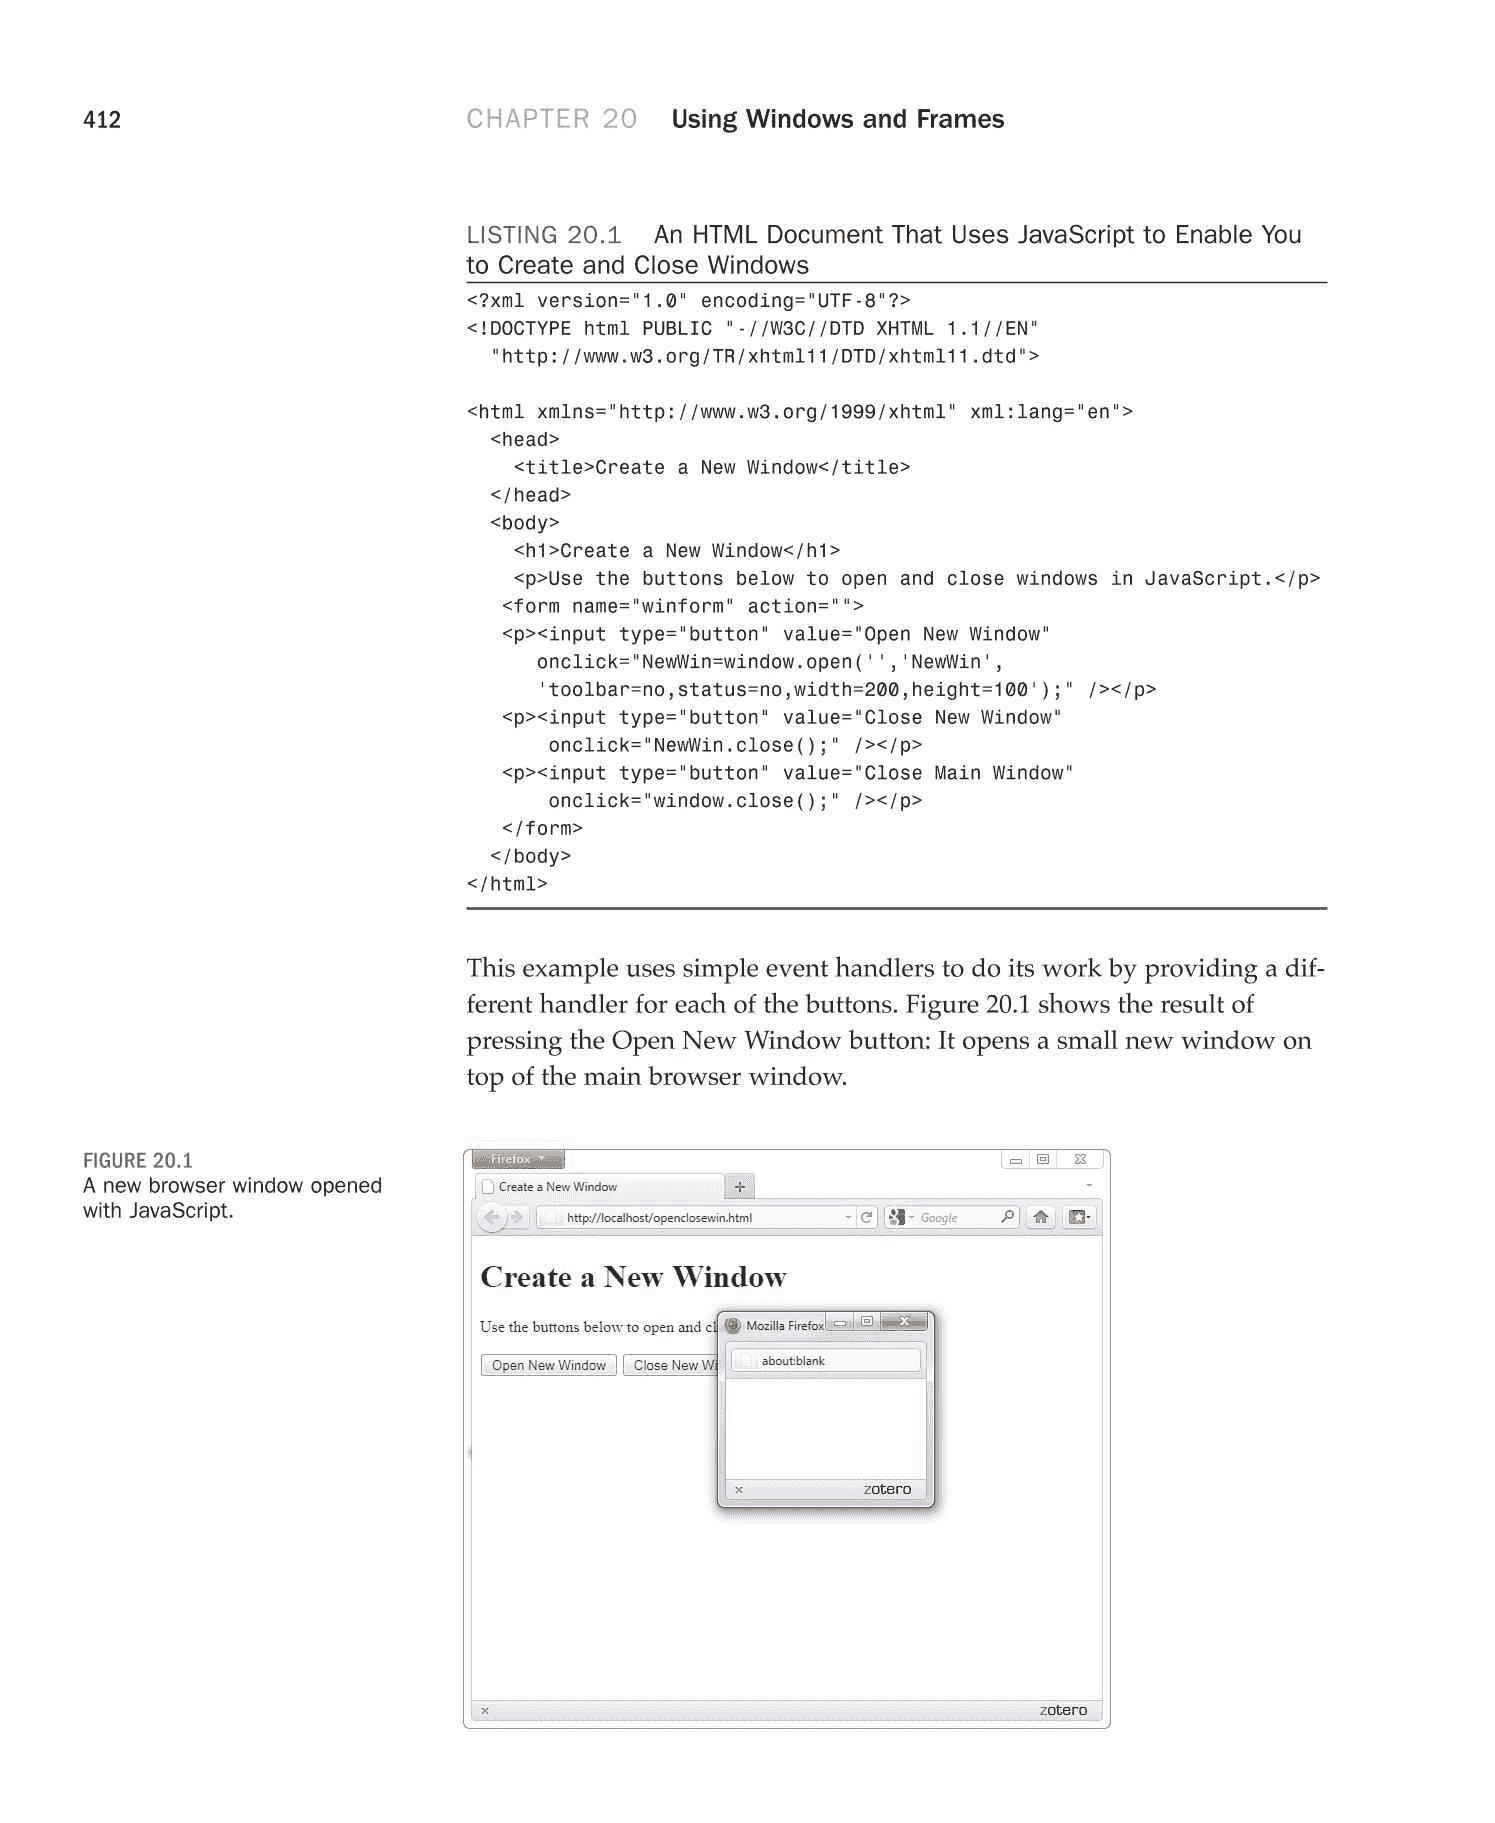 412
CHAPTER 20 Using Windows and Frames
LISTING 20.1 An HTML Document That Uses JavaScript to Enable You
to Create and Close Windows
<?xml version="1.0" encoding="UTF-8"?>
<!DOCTYPE html PUBLIC "-//W3C//DTD XHTML 1.1//EN"
  "http://www.w3.org/TR/xhtml11/DTD/xhtml11.dtd">
<html xmlns="http://www.w3.org/1999/xhtml" xml:lang="en">
  <head>
    <title>Create a New Window</title>
  </head>
  <body>
    <h1>Create a New Window</h1>
    <p>Use the buttons below to open and close windows in JavaScript.</p>
   <form name="winform" action="">
   <p><input type="button" value="Open New Window"
      onclick="NewWin=window.open('','NewWin',
      'toolbar=no,status=no,width=200,height=100');" /></p>
   <p><input type="button" value="Close New Window"
       onclick="NewWin.close();" /></p>
   <p><input type="button" value="Close Main Window"
       onclick="window.close();" /></p>
   </form>
  </body>
</html>
This example uses simple event handlers to do its work by providing a dif-
ferent handler for each of the buttons. Figure 20.1 shows the result of
pressing the Open New Window button: It opens a small new window on
top of the main browser window.
FIGURE 20.1
A new browser window opened
with JavaScript.
Firefox
Create a New Window
http://localhost/openclosewin.html
Google
Create a New Window
Use the buttons below to open and cl
Mozilla Firefox
Open New Window
Close New Wi
about:blank
zotero
zotero